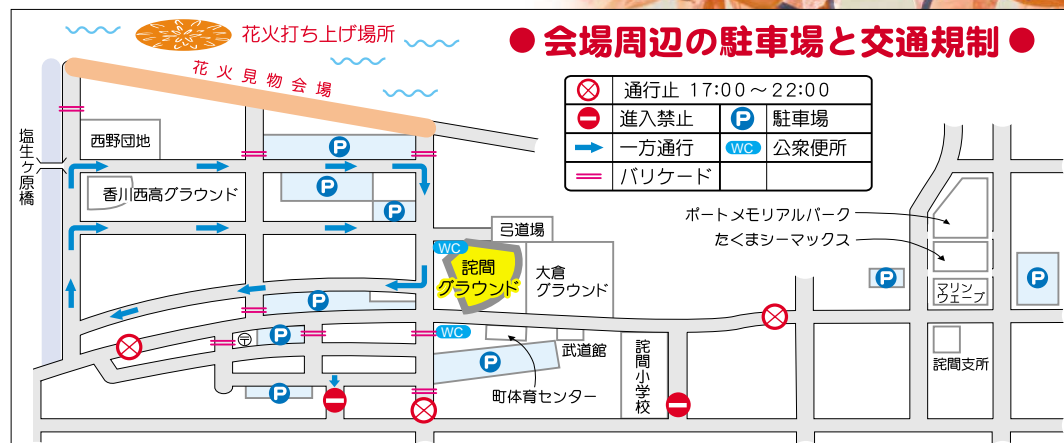 花火打ち上げ場所
● 会場周辺の駐車場と交通規制 ●
花火見物会場
通行止 17:00～22:00
進入禁止
P 駐車場
一方通行
WC 公衆便所
バリケード
塩生ヶ原橋
西野団地
P
香川西高グラウンド
P
P
ポートメモリアルパーク
たくまシーマックス
弓道場
WC
詫間
グラウンド
大倉
グラウンド
P
P
マリン
ウェーブ
P
〒
P
WC
武道館
P
詫間小学校
詫間支所
町体育センター
P